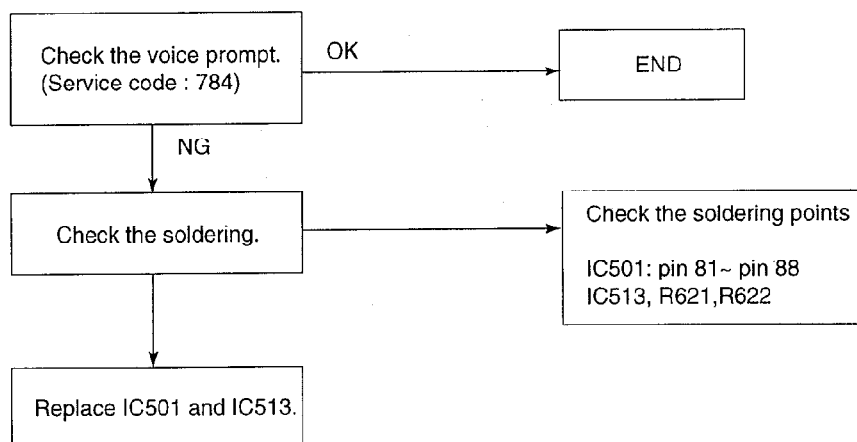 Check the voice prompt.
(Service code : 784)
OK
END
NG
Check the soldering.
Check the soldering points
IC501: pin 81~ pin 88
IC513, R621,R622
Replace IC501 and IC513.